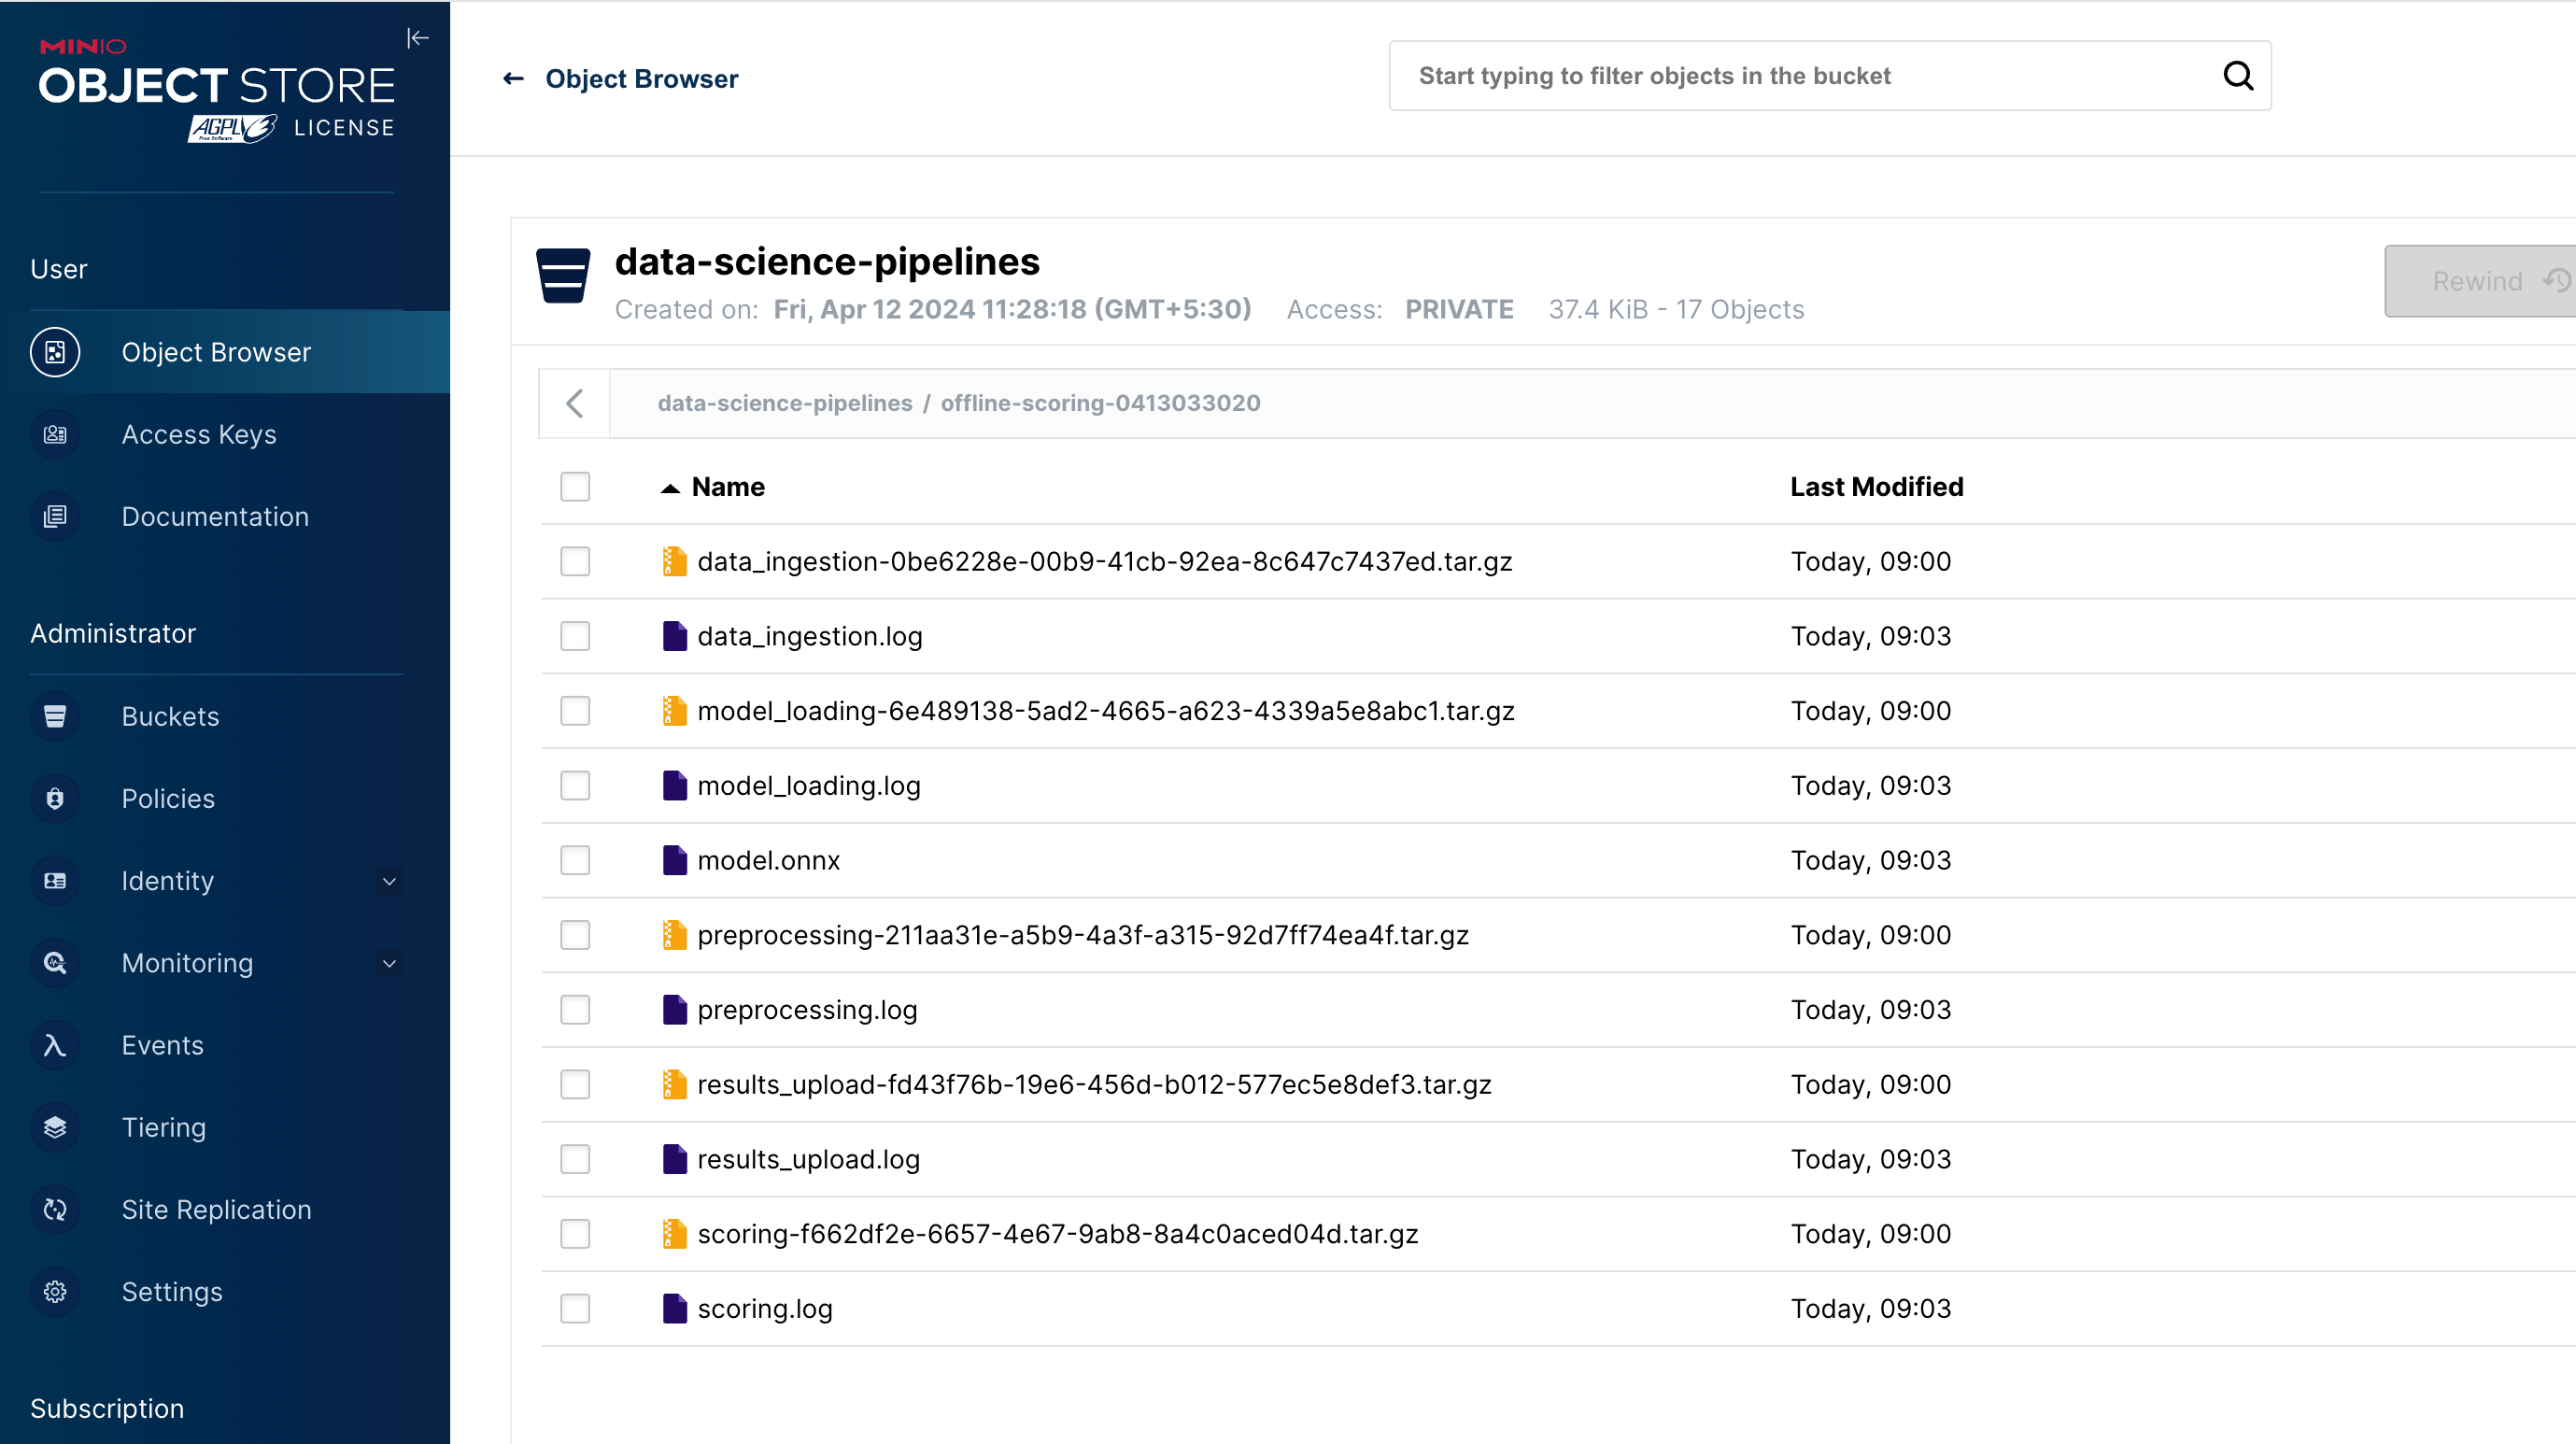 MINIO
OBJECT STORE
AGPL v3 LICENSE
Free Software
User
Object Browser
Access Keys
Documentation
Administrator
Buckets
Policies
Identity
Monitoring
Events
Tiering
Site Replication
Settings
Subscription
Object Browser
Start typing to filter objects in the bucket
data-science-pipelines
Created on: Fri, Apr 12 2024 11:28:18 (GMT+5:30) Access: PRIVATE 37.4 KiB - 17 Objects
Rewind
data-science-pipelines / offline-scoring-0413033020
Name Last Modified
data_ingestion-0be6228e-00b9-41cb-92ea-8c647c7437ed.tar.gz Today, 09:00
data_ingestion.log Today, 09:03
model_loading-6e489138-5ad2-4665-a623-4339a5e8abc1.tar.gz Today, 09:00
model_loading.log Today, 09:03
model.onnx Today, 09:03
preprocessing-211aa31e-a5b9-4a3f-a315-92d7ff74ea4f.tar.gz Today, 09:00
preprocessing.log Today, 09:03
results_upload-fd43f76b-19e6-456d-b012-577ec5e8def3.tar.gz Today, 09:00
results_upload.log Today, 09:03
scoring-f662df2e-6657-4e67-9ab8-8a4c0aced04d.tar.gz Today, 09:00
scoring.log Today, 09:03